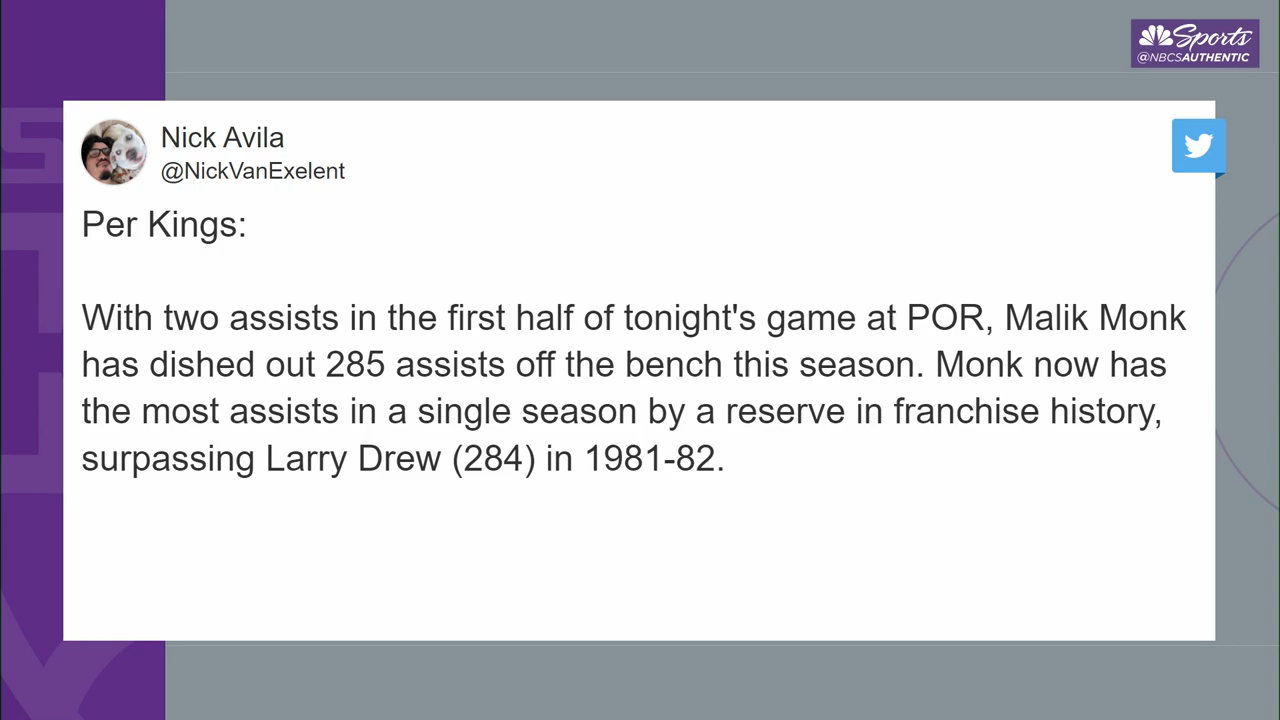 Sports
@NBCSAUTHENTIC
Nick Avila
@NickVanExelent
Per Kings:
With two assists in the first half of tonight's game at POR, Malik Monk
has dished out 285 assists off the bench this season. Monk now has
the most assists in a single season by a reserve in franchise history,
surpassing Larry Drew (284) in 1981-82.